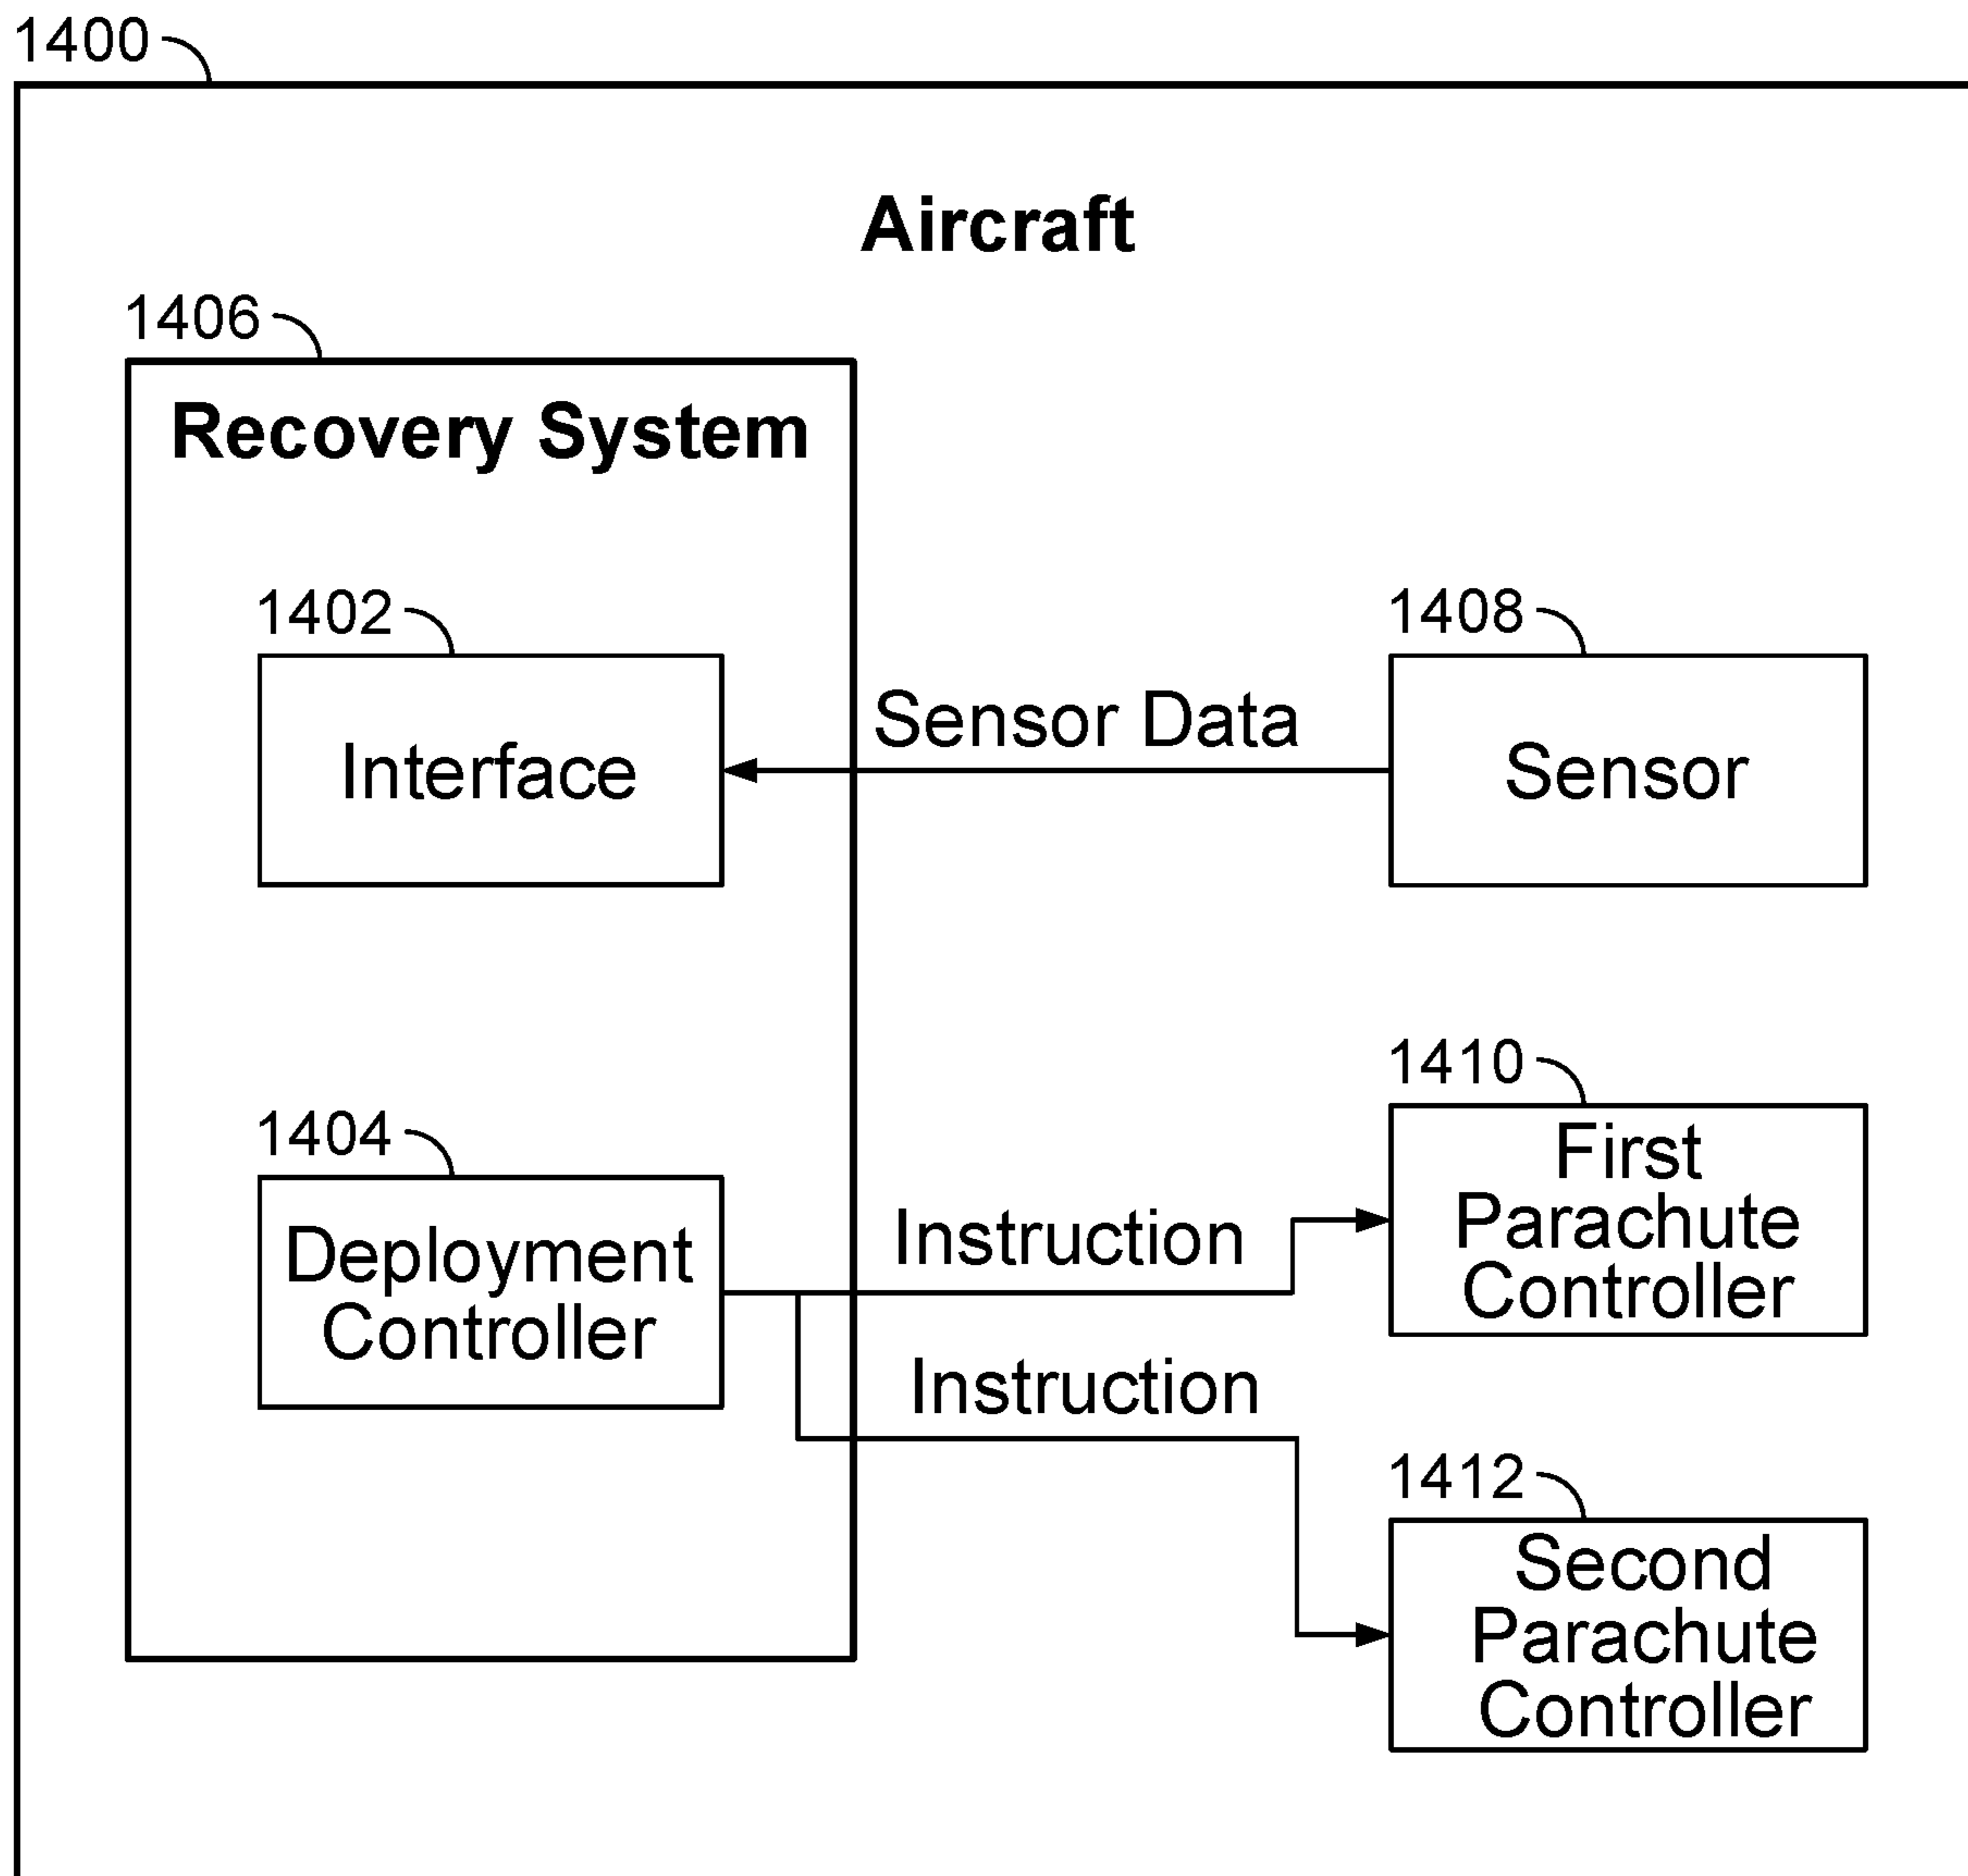 1400
Aircraft
1406
Recovery System
1402
Interface
Sensor Data
1408
Sensor
1404
Deployment
Controller
Instruction
Instruction
1410
First
Parachute
Controller
1412
Second
Parachute
Controller